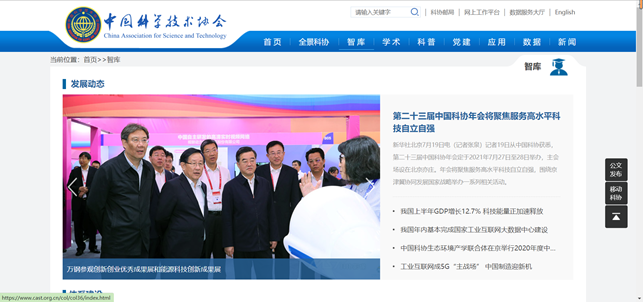 中国科学技术协会
China Association for Science and Technology
请输入关键字
科协邮局 | 网上工作平台 | 数据服务大厅 | English
首页 全景科协 智库 学术 科普 党建 应用 数据 新闻
当前位置：首页>>智库
智库
发展动态
第二十三届中国科协年会将聚焦服务高水平科
技自立自强
新华社北京7月19日电（记者张泉）记者19日从中国科协获悉，
第二十三届中国科协年会定于2021年7月27日至28日举办，主会
场设在北京亦庄。年会将聚焦服务高水平科技自立自强，围绕京
津冀协同发展国家战略举办一系列相关活动。
我国上半年GDP增长12.7% 科技能量正加速释放
我国年内基本完成国家工业互联网大数据中心建设
中国科协生态环境产学联合体在京举行2020年度中...
工业互联网成5G“主战场” 中国制造迎新机
万钢参观创新创业优秀成果展和能源科技创新成果展
公文
发布
移动
科协
体系建设
https://www.cast.org.cn/col/col36/index.html